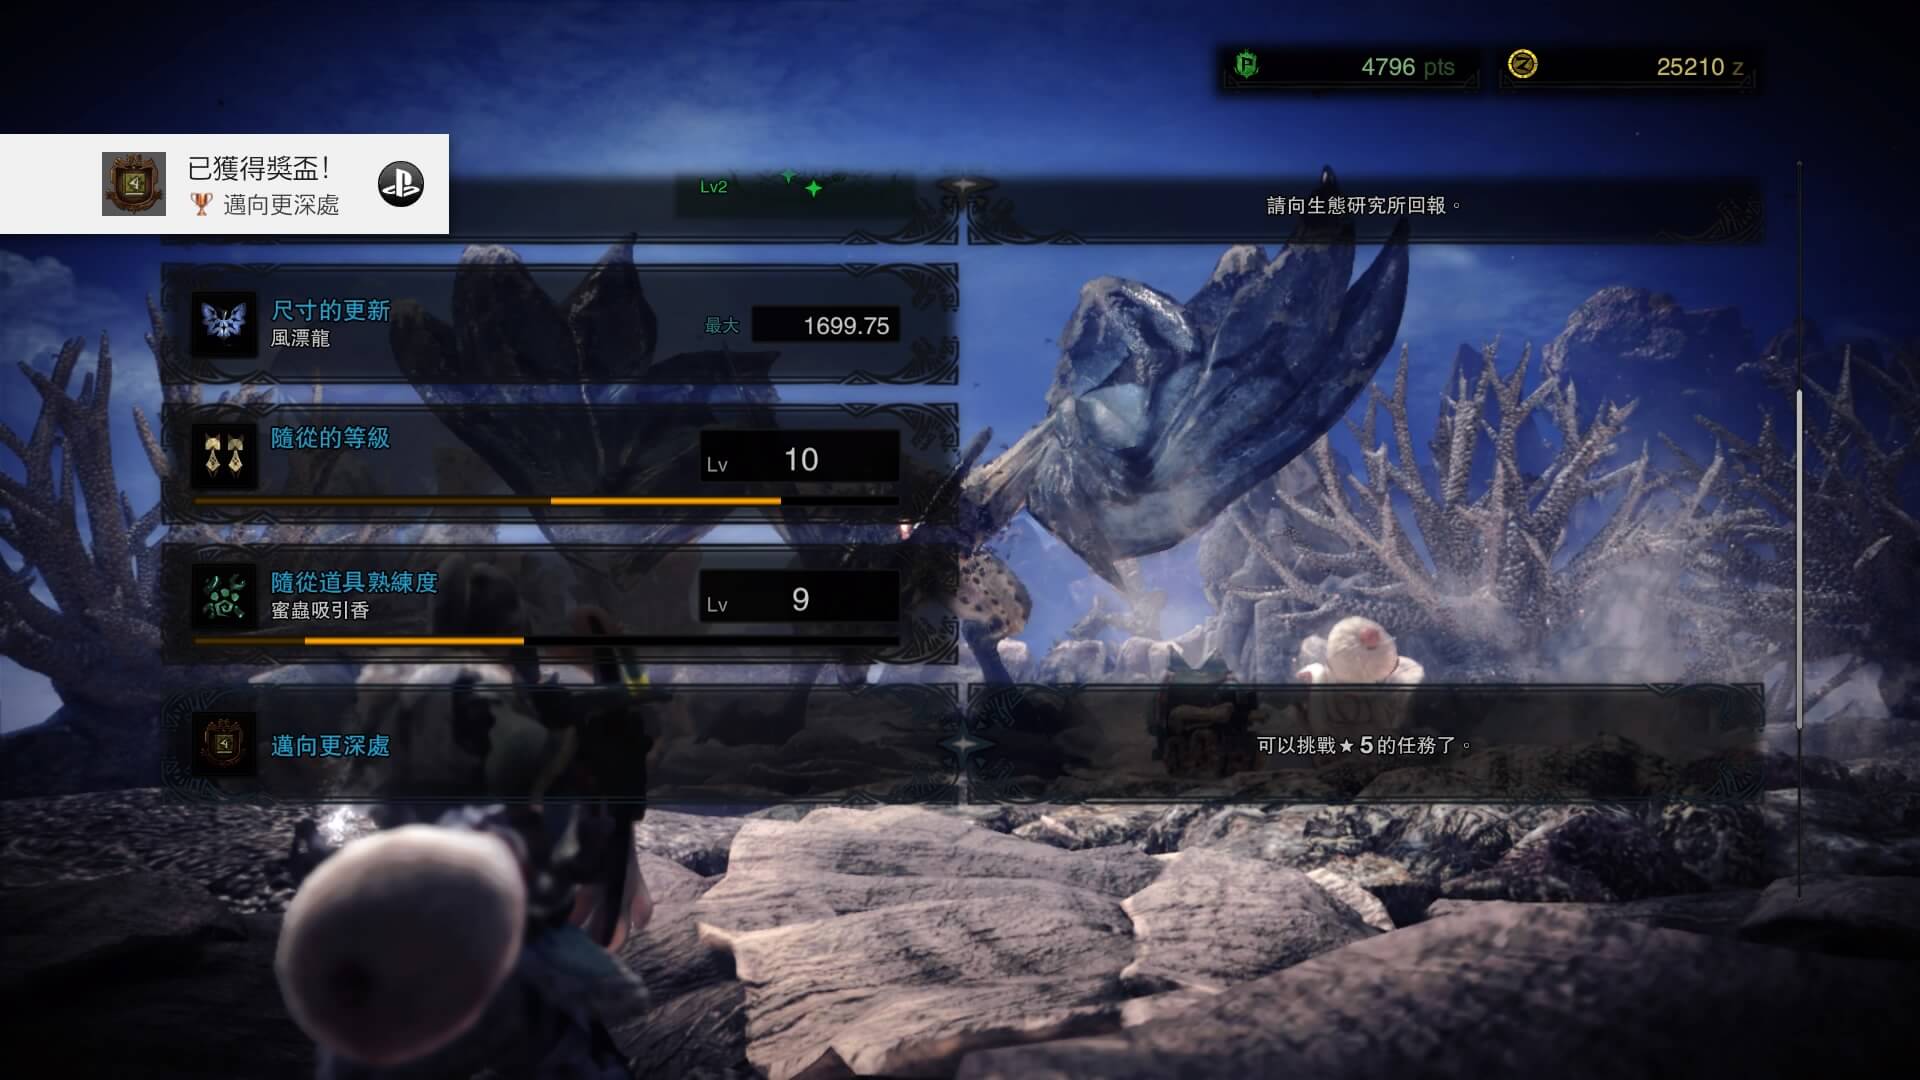 4796 pts
25210 z
已獲得獎盃！
邁向更深處
Lv2
請向生態研究所回報。
尺寸的更新
風漂龍
最大 1699.75
隨從的等級
Lv 10
隨從道具熟練度
蜜蟲吸引香
Lv 9
4
邁向更深處
可以挑戰★5的任務了。